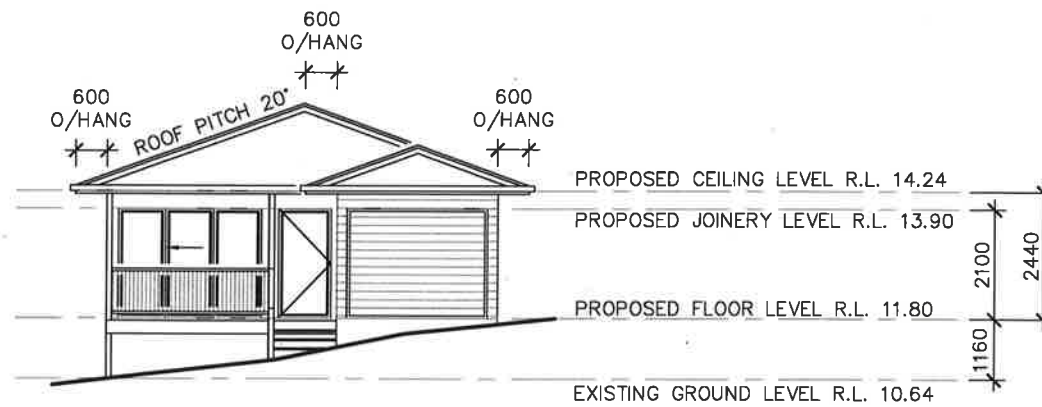 600
O/HANG
600
O/HANG
ROOF PITCH 20°
600
O/HANG
PROPOSED CEILING LEVEL R.L. 14.24
PROPOSED JOINERY LEVEL R.L. 13.90
2100
2440
PROPOSED FLOOR LEVEL R.L. 11.80
1160
EXISTING GROUND LEVEL R.L. 10.64